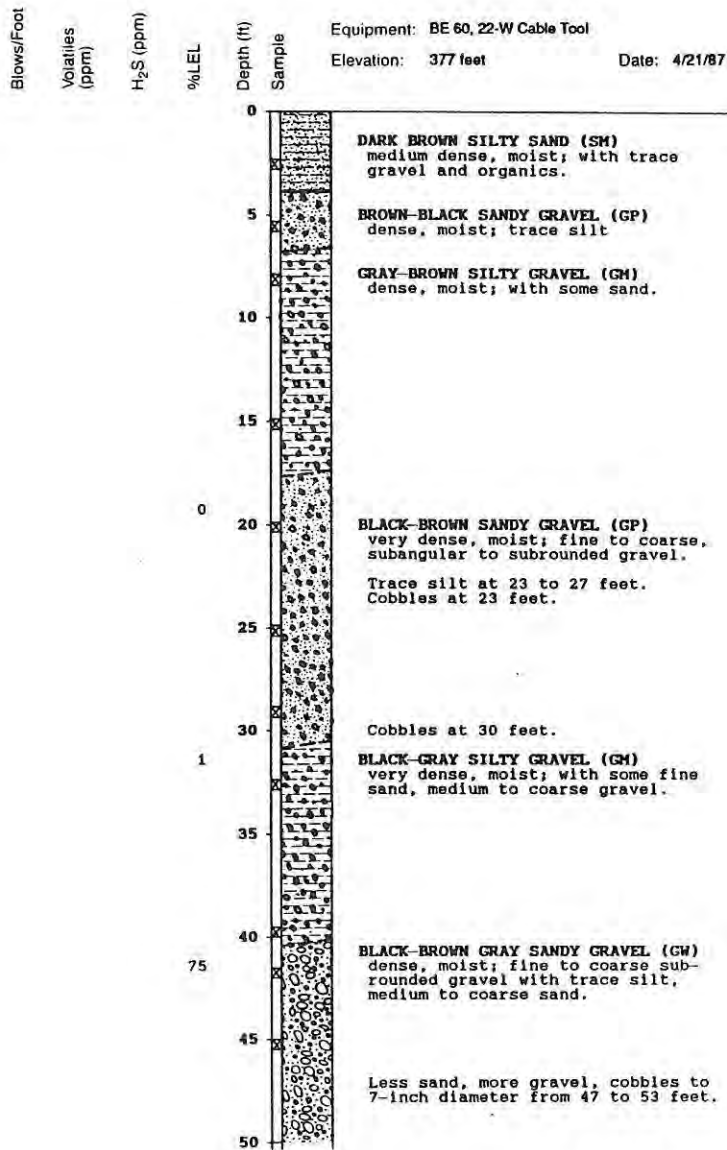 Blows/Foot
Volatiles
(ppm)
H₂S (ppm)
%LEL
Depth (ft)
Sample
Equipment: BE 60, 22-W Cable Tool
Elevation: 377 feet Date: 4/21/87
0
DARK BROWN SILTY SAND (SM)
medium dense, moist; with trace
gravel and organics.
5
BROWN-BLACK SANDY GRAVEL (GP)
dense, moist; trace silt
GRAY-BROWN SILTY GRAVEL (GM)
dense, moist; with some sand.
10
15
0
20
BLACK-BROWN SANDY GRAVEL (GP)
very dense, moist; fine to coarse,
subangular to subrounded gravel.
Trace silt at 23 to 27 feet.
Cobbles at 23 feet.
25
30
Cobbles at 30 feet.
1
BLACK-GRAY SILTY GRAVEL (GM)
very dense, moist; with some fine
sand, medium to coarse gravel.
35
40
BLACK-BROWN GRAY SANDY GRAVEL (GW)
75
dense, moist; fine to coarse sub-
rounded gravel with trace silt,
medium to coarse sand.
45
Less sand, more gravel, cobbles to
7-inch diameter from 47 to 53 feet.
50